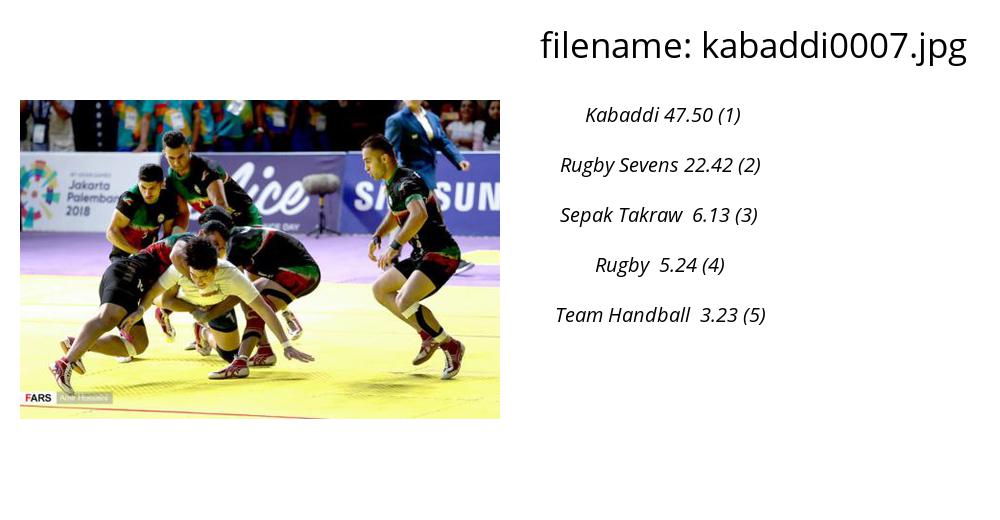 filename: kabaddi0007.jpg
Kabaddi 47.50 (1)
Rugby Sevens 22.42 (2)
Sepak Takraw 6.13 (3)
Rugby 5.24 (4)
Team Handball 3.23 (5)
Jakarta
Palemban
2018
SAMSUN
FARS